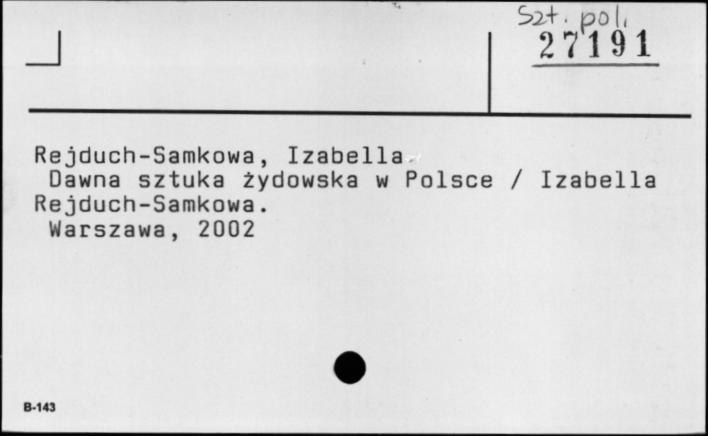 Szt. pol.
27191
Rejduch-Samkowa, Izabella
Dawna sztuka żydowska w Polsce / Izabella
Rejduch-Samkowa.
Warszawa, 2002
B-143